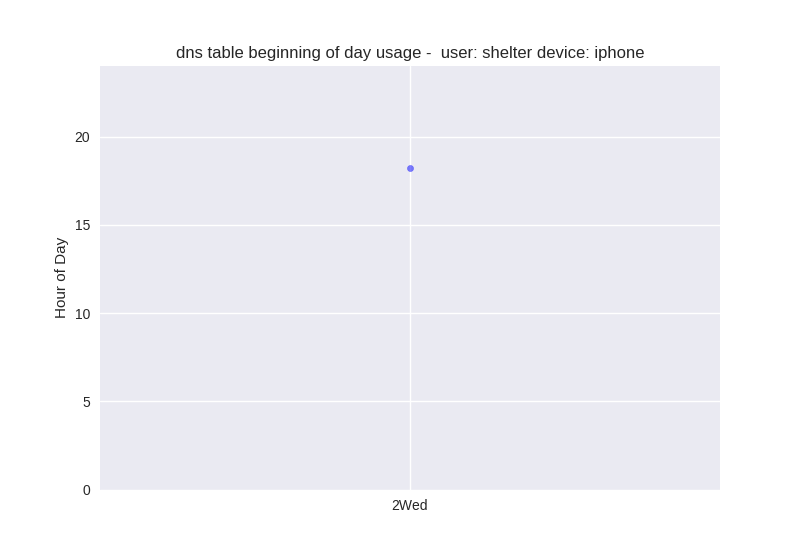 dns table beginning of day usage -  user: shelter device: iphone
Hour of Day
20
15
10
5
0
2Wed